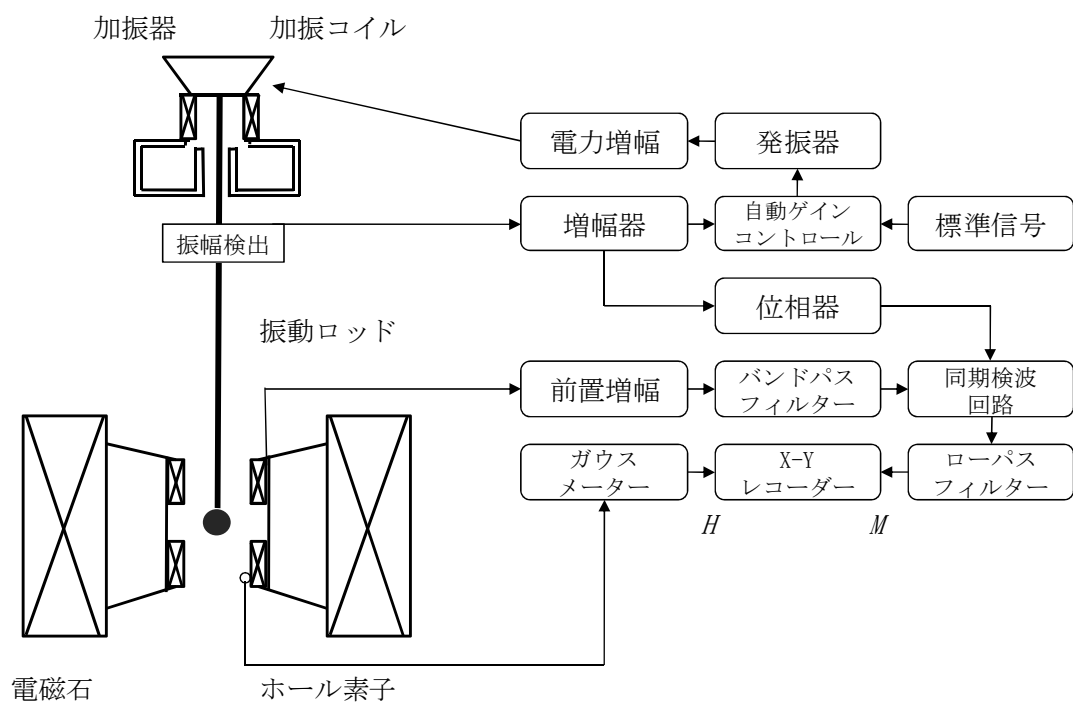 加振器
加振コイル
電力増幅
発振器
増幅器
自動ゲイン
コントロール
標準信号
振幅検出
位相器
振動ロッド
前置増幅
バンドパス
フィルター
同期検波
回路
ガウス
メーター
X-Y
レコーダー
ローパス
フィルター
H
M
電磁石
ホール素子